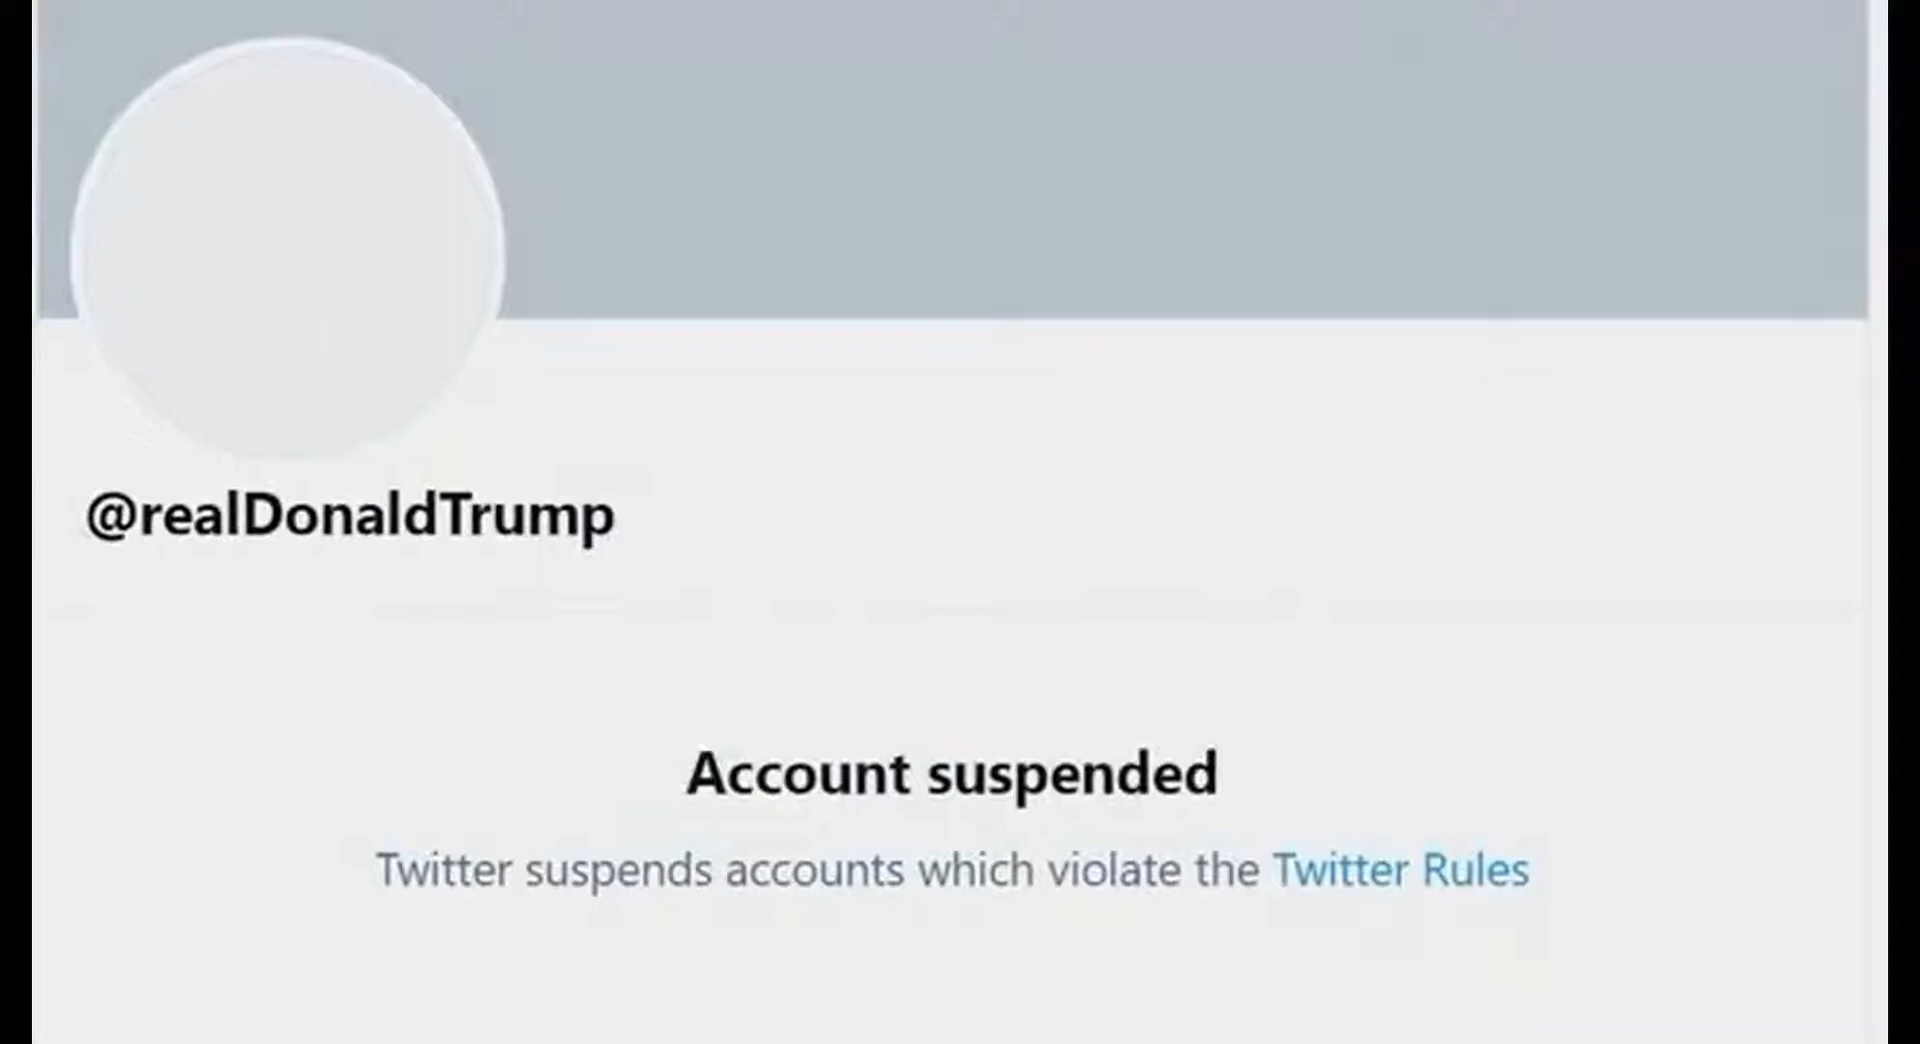 @realDonaldTrump
Account suspended
Twitter suspends accounts which violate the Twitter Rules